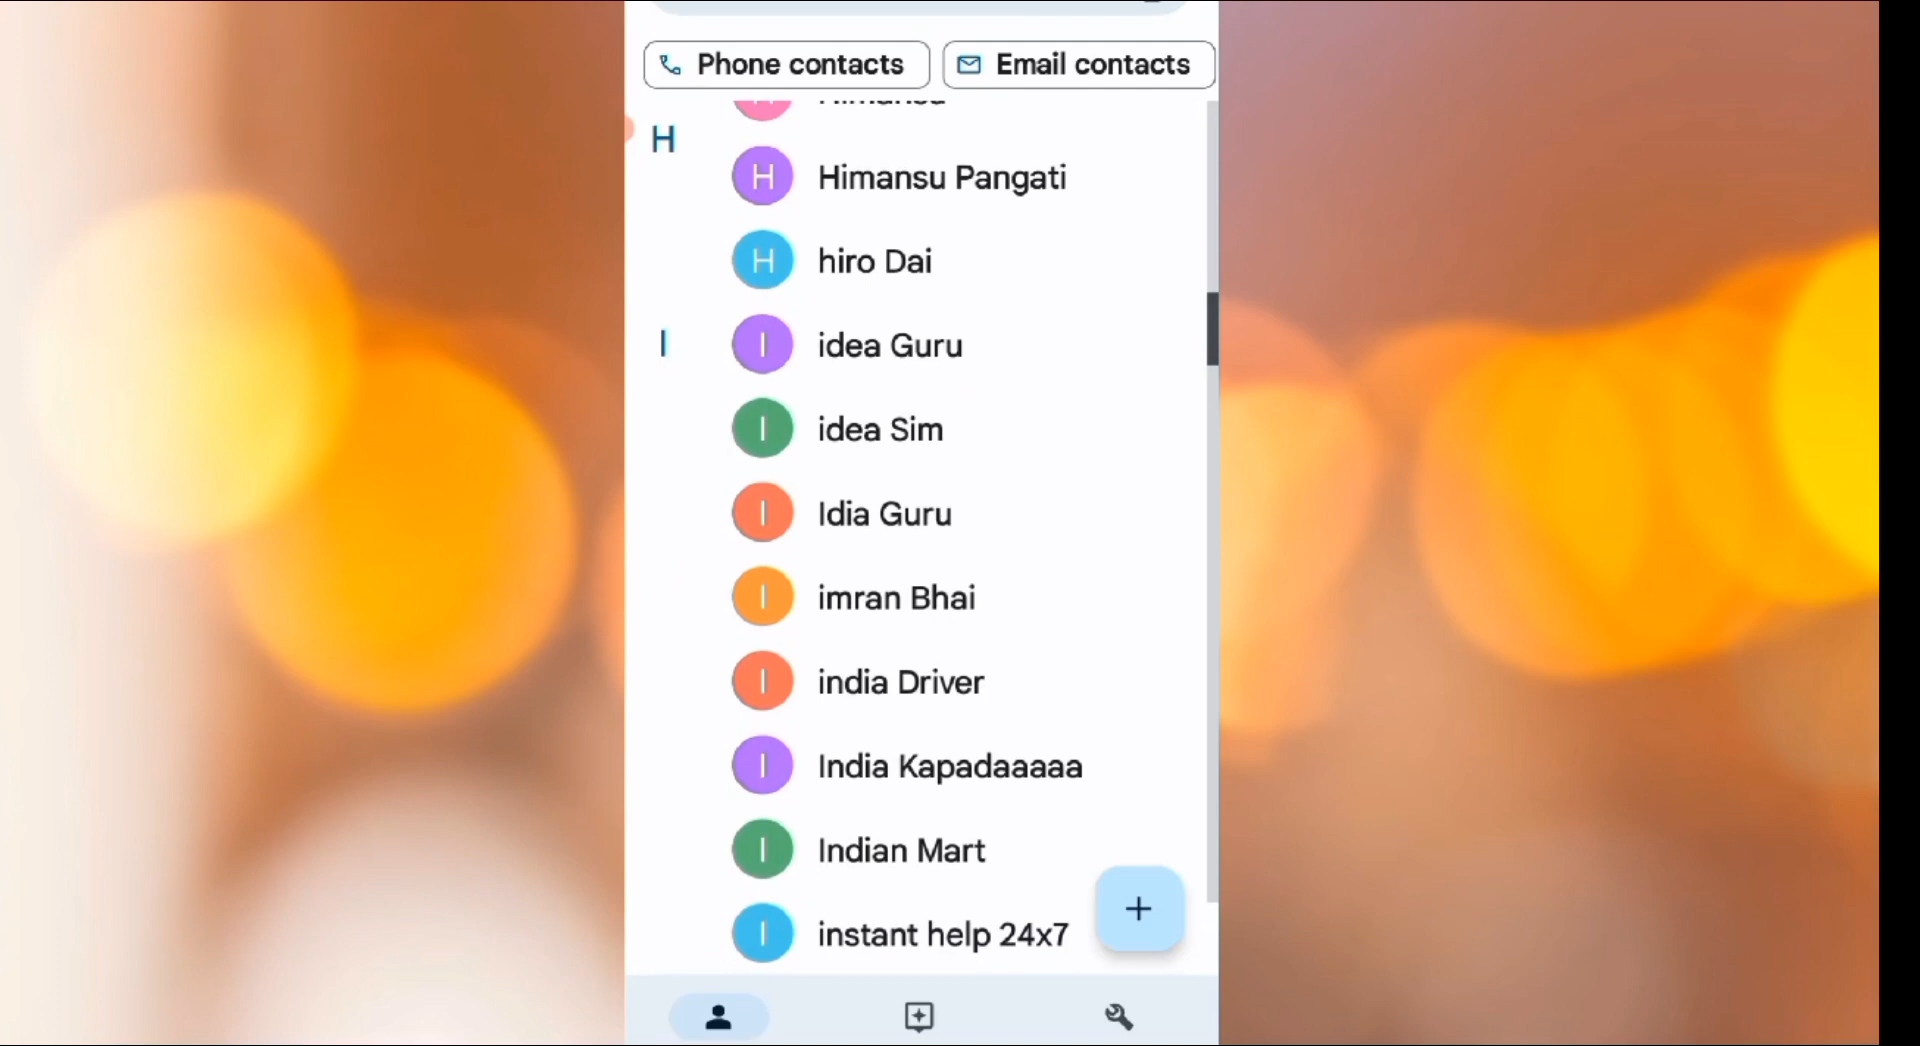 Phone contacts
Email contacts
H
H Himansu Pangati
H hiro Dai
I
I idea Guru
I idea Sim
I Idia Guru
I imran Bhai
I india Driver
I India Kapadaaaaa
I Indian Mart
I instant help 24x7